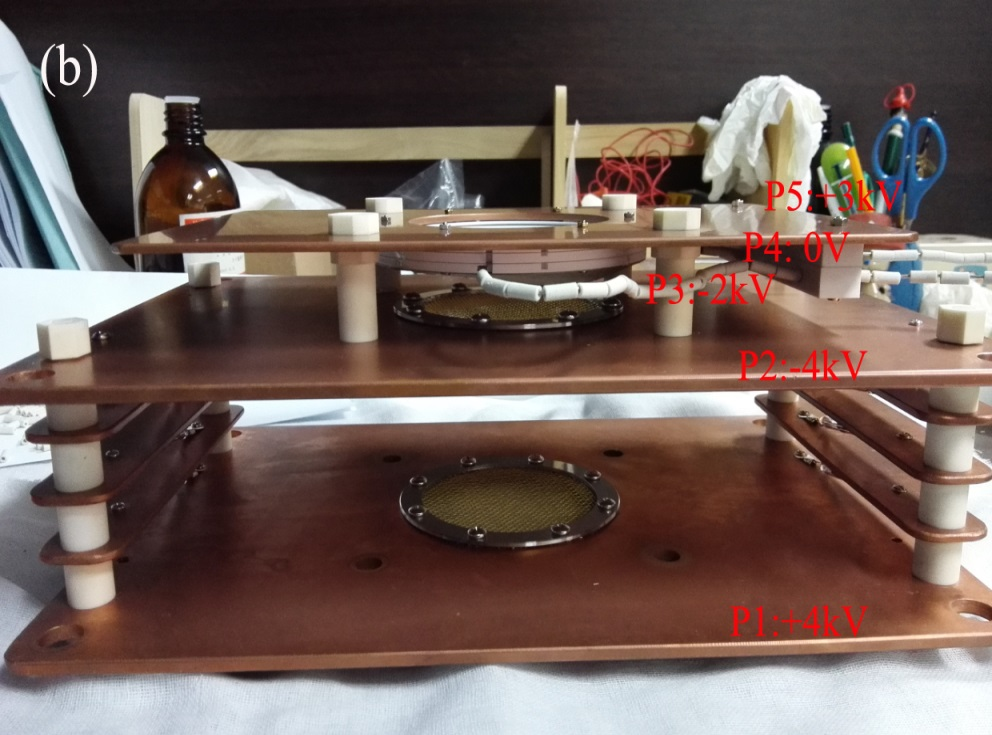 (b)
P5:+3kV
P4: 0V
P3:-2kV
P2:-4kV
P1:+4kV